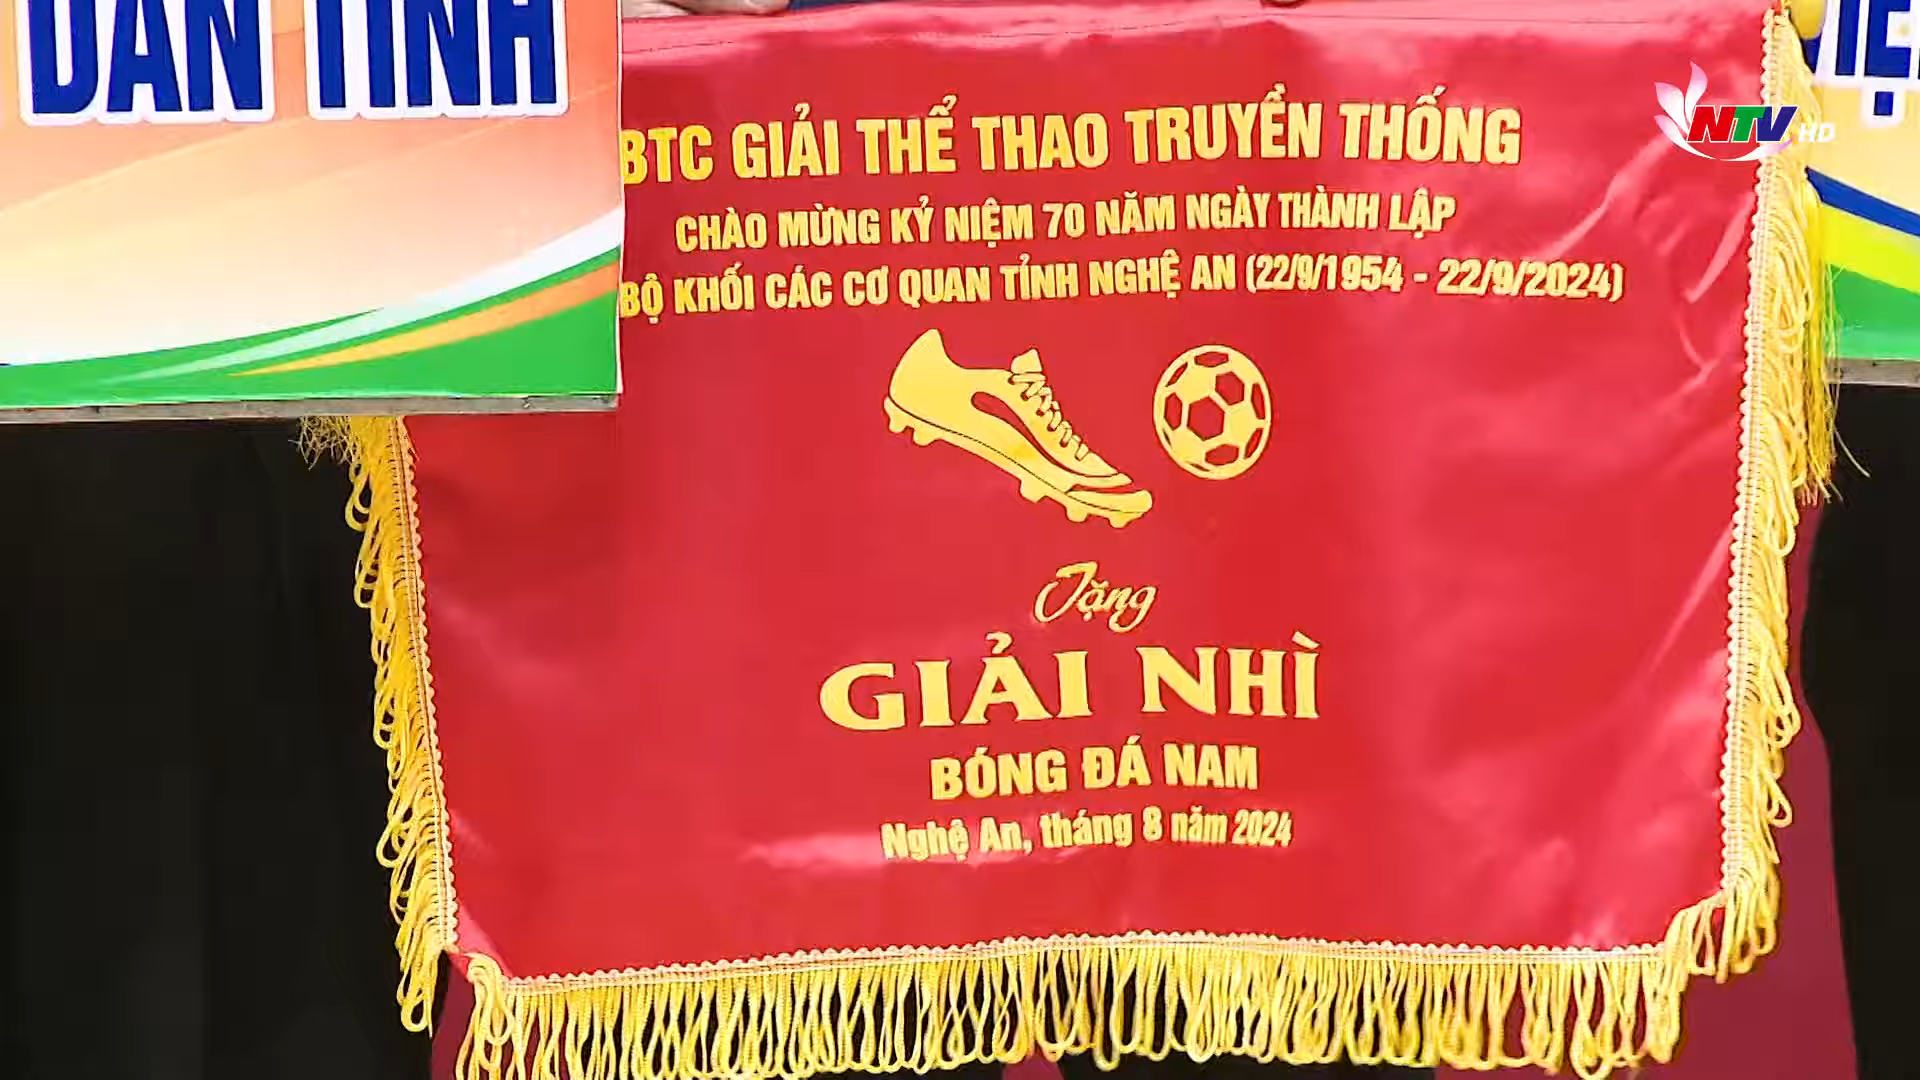 DÂN TỈNH
BTC GIẢI THỂ THAO TRUYỀN THỐNG
CHÀO MỪNG KỶ NIỆM 70 NĂM NGÀY THÀNH LẬP
BỘ KHỐI CÁC CƠ QUAN TỈNH NGHỆ AN (22/9/1954 - 22/9/2024)
Tặng
GIẢI NHÌ
BÓNG ĐÁ NAM
Nghệ An, tháng 8 năm 2024
NTV HD